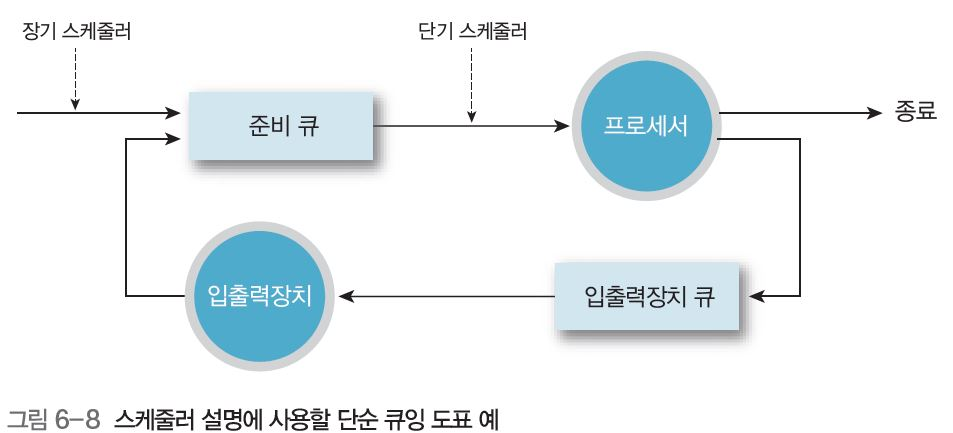 장기 스케줄러
단기 스케줄러
준비 큐
프로세서
종료
입출력장치
입출력장치 큐
그림 6-8 스케줄러 설명에 사용할 단순 큐잉 도표 예